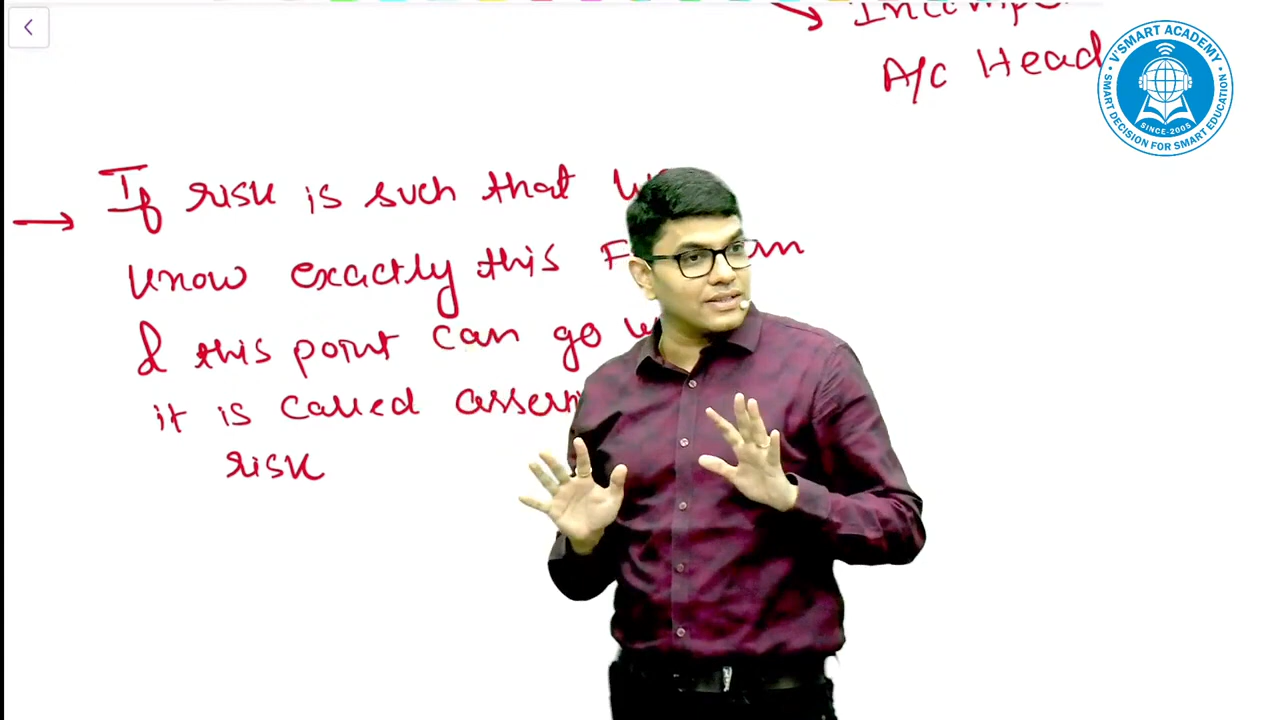 A/c Head
V'SMART ACADEMY
SMART DECISION FOR SMART EDUCATION
SINCE-2005
→ If risk is such that
know exactly this
& this point can go
it is called
risk